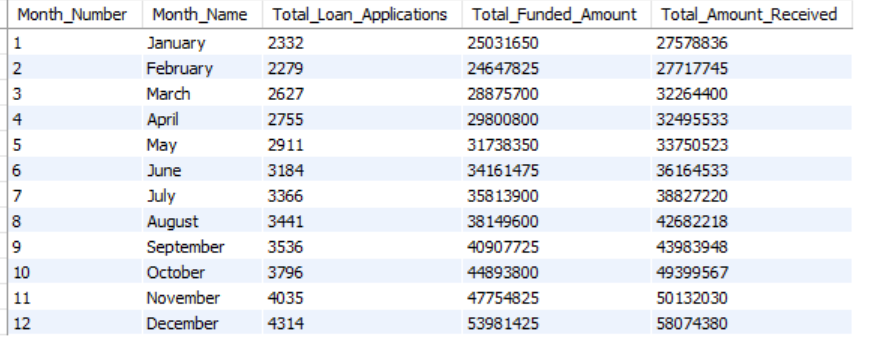 Month_Number Month_Name Total_Loan_Applications Total_Funded_Amount Total_Amount_Received
1 January 2332 25031650 27578836
2 February 2279 24647825 27717745
3 March 2627 28875700 32264400
4 April 2755 29800800 32495533
5 May 2911 31738350 33750523
6 June 3184 34161475 36164533
7 July 3366 35813900 38827220
8 August 3441 38149600 42682218
9 September 3536 40907725 43983948
10 October 3796 44893800 49399567
11 November 4035 47754825 50132030
12 December 4314 53981425 58074380